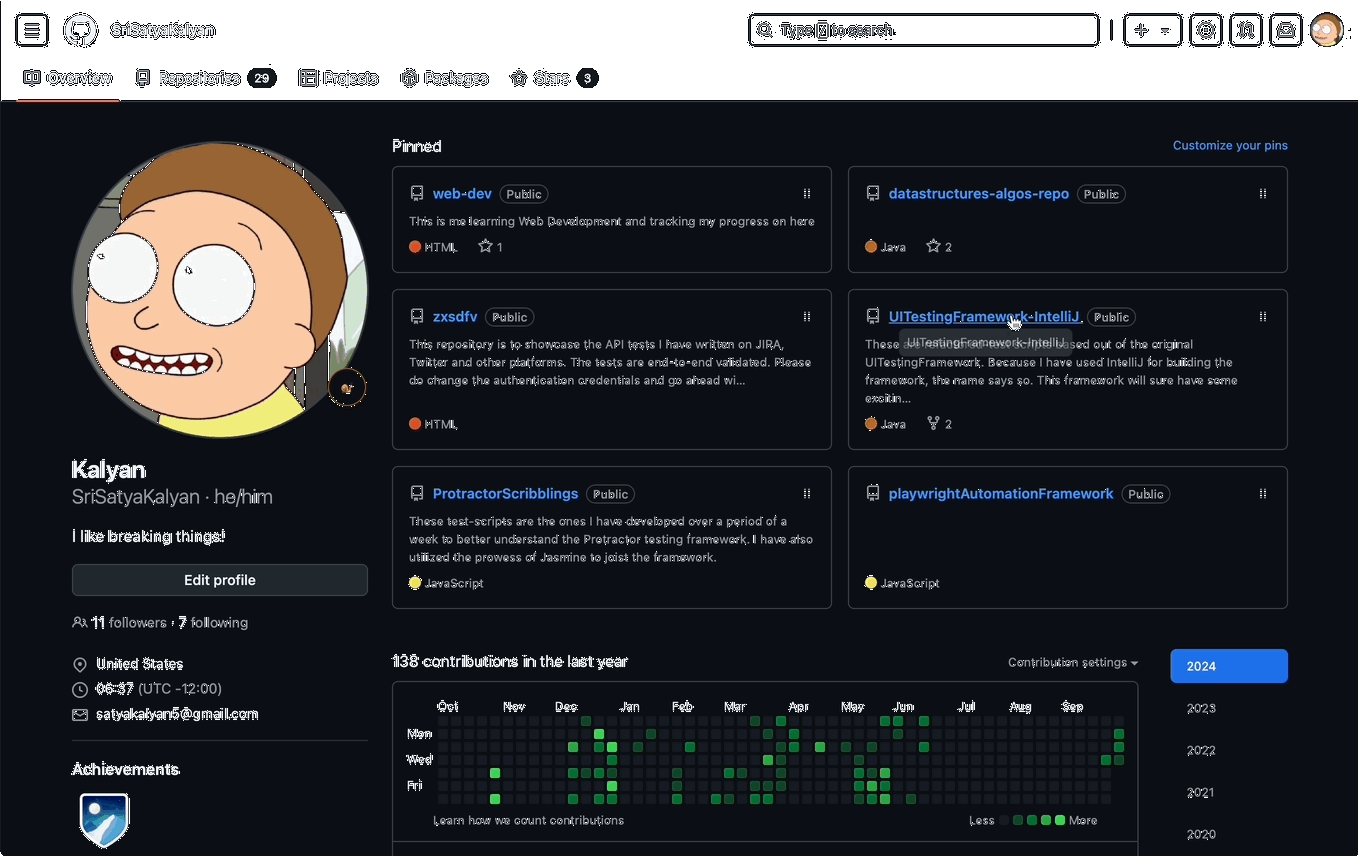 SriSatyaKalyan
Type / to search
Overview
Repositories 29
Projects
Packages
Stars 3
Pinned
Customize your pins
web-dev Public
This is me learning Web Development and tracking my progress on here
HTML 1
datastructures-algos-repo Public
Java 2
zxsdfv Public
This repository is to showcase the API tests I have written on JIRA,
Twitter and other platforms. The tests are end-to-end validated. Please
do change the authentication credentials and go ahead wi...
HTML
UITestingFramework-IntelliJ Public
UITestingFramework-IntelliJ
These
ased out of the original
UITestingFramework. Because I have used IntelliJ for building the
framework, the name says so. This framework will sure have some
excitin...
Java 2
ProtractorScribblings Public
These test-scripts are the ones I have developed over a period of a
week to better understand the Protractor testing framework. I have also
utilized the prowess of Jasmine to joist the framework.
JavaScript
playwrightAutomationFramework Public
JavaScript
Kalyan
SriSatyaKalyan · he/him
I like breaking things!
Edit profile
11 followers · 7 following
United States
06:37 (UTC -12:00)
satyakalyan5@gmail.com
Achievements
138 contributions in the last year
Contribution settings
Oct Nov Dec Jan Feb Mar Apr May Jun Jul Aug Sep
Mon
Wed
Fri
Learn how we count contributions
Less More
2024
2023
2022
2021
2020